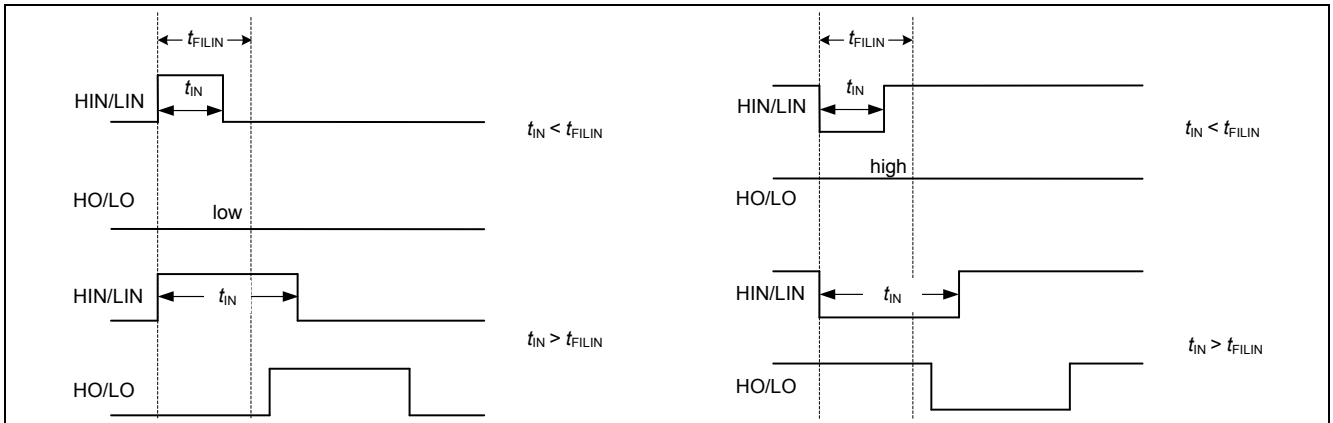 tFILIN
tIN
HIN/LIN
tIN < tFILIN
HO/LO
low
HIN/LIN
tIN
tIN > tFILIN
HO/LO
tFILIN
tIN
HIN/LIN
tIN < tFILIN
high
HO/LO
HIN/LIN
tIN
tIN > tFILIN
HO/LO